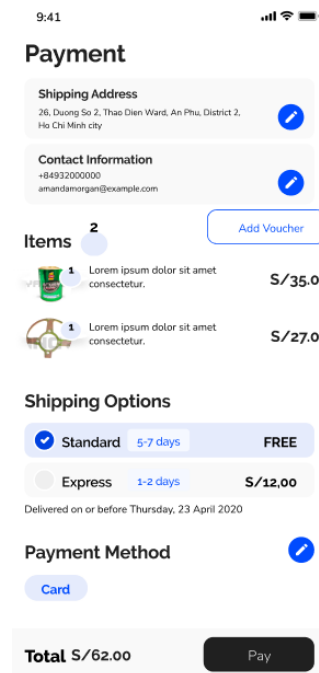 9:41
Payment
Shipping Address
26, Duong So 2, Thao Dien Ward, An Phu, District 2,
Ho Chi Minh city
Contact Information
+84932000000
amandamorgan@example.com
Items 2
Add Voucher
1 Lorem ipsum dolor sit amet
consectetur.
S/35.0
1 Lorem ipsum dolor sit amet
consectetur.
S/27.0
Shipping Options
Standard 5-7 days FREE
Express 1-2 days S/12,00
Delivered on or before Thursday, 23 April 2020
Payment Method
Card
Total S/62.00 Pay